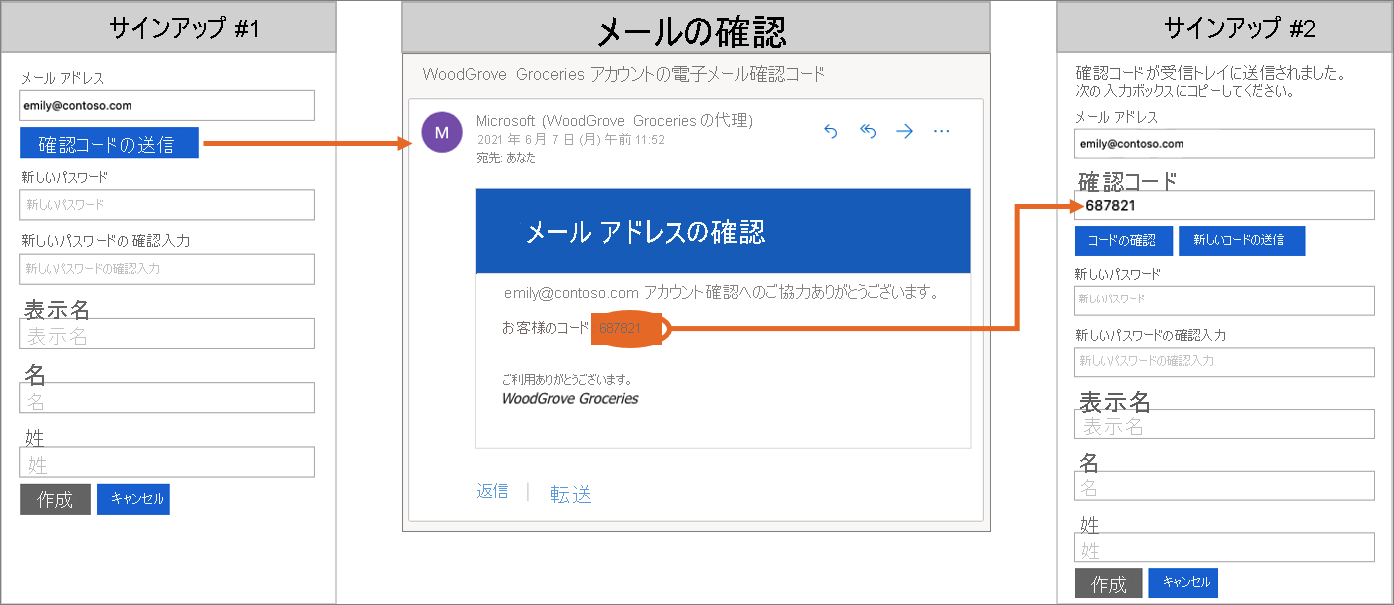 サインアップ #1
メール アドレス
emily@contoso.com
確認コードの送信
新しいパスワード
新しいパスワード
新しいパスワードの確認入力
新しいパスワードの確認入力
表示名
表示名
名
名
姓
姓
作成
キャンセル
メールの確認
WoodGrove Groceries アカウントの電子メール確認コード
M
Microsoft (WoodGrove Groceries の代理)
2021 年 6 月 7 日 (月) 午前 11:52
宛先: あなた
メール アドレスの確認
emily@contoso.com アカウント確認へのご協力ありがとうございます。
お客様のコード 687821
ご利用ありがとうございます。
WoodGrove Groceries
返信
転送
サインアップ #2
確認コードが受信トレイに送信されました。
次の入力ボックスにコピーしてください。
メール アドレス
emily@contoso.com
確認コード
687821
コードの確認
新しいコードの送信
新しいパスワード
新しいパスワード
新しいパスワードの確認入力
新しいパスワードの確認入力
表示名
表示名
名
名
姓
姓
作成
キャンセル